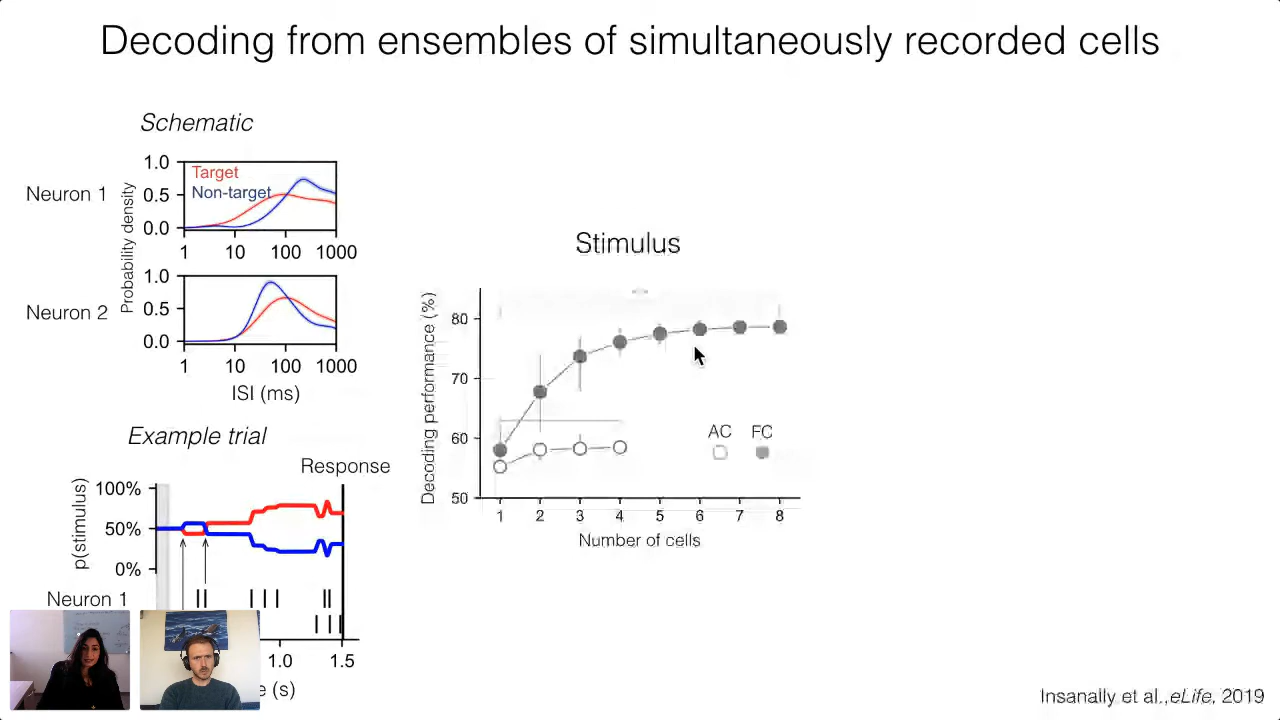 Decoding from ensembles of simultaneously recorded cells
Schematic
Neuron 1
Probability density
1.0
0.5
0.0
Target
Non-target
1 10 100 1000
Neuron 2
1.0
0.5
0.0
1 10 100 1000
ISI (ms)
Example trial
Response
p(stimulus)
100%
50%
0%
Neuron 1
1.0 1.5
e (s)
Stimulus
Decoding performance (%)
80
70
60
50
AC FC
1 2 3 4 5 6 7 8
Number of cells
Insanally et al., eLife, 2019